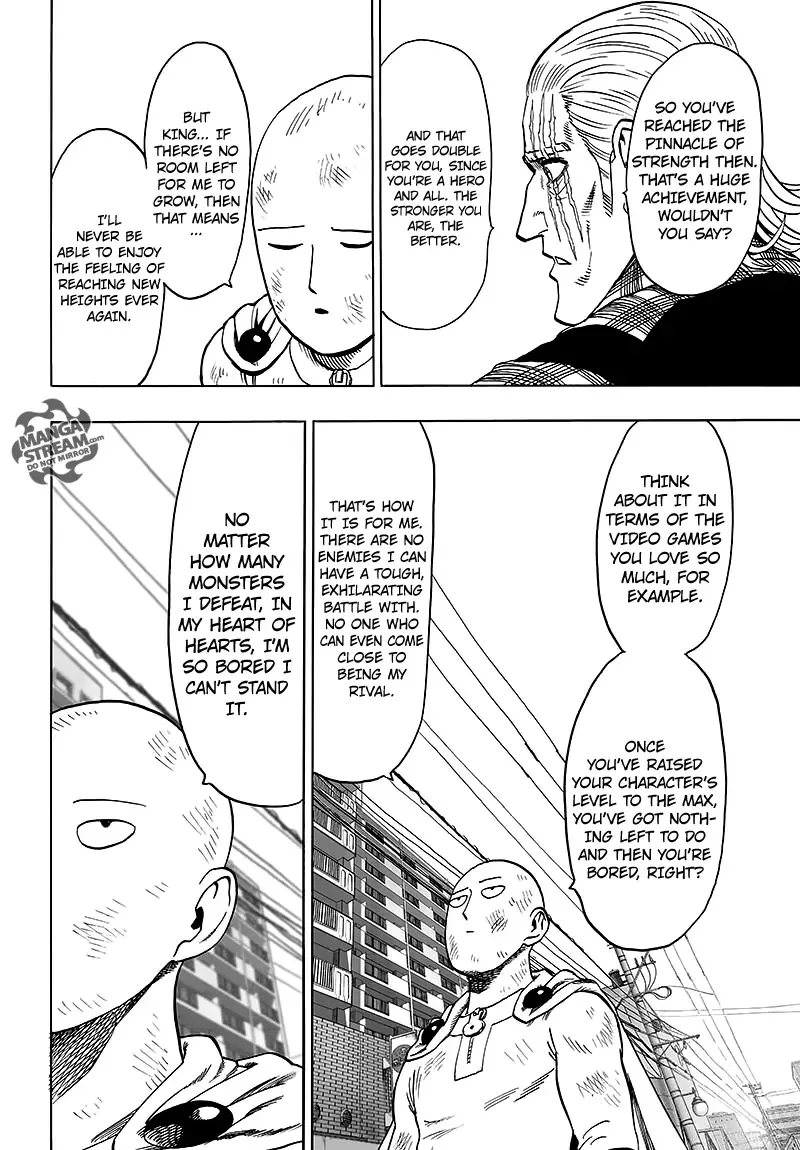 SO YOU'VE
REACHED THE
PINNACLE OF
STRENGTH THEN.
THAT'S A HUGE
ACHIEVEMENT,
WOULDN'T
YOU SAY?
AND THAT
GOES DOUBLE
FOR YOU, SINCE
YOU'RE A HERO
AND ALL. THE
STRONGER YOU
ARE, THE
BETTER.
BUT
KING... IF
THERE'S NO
ROOM LEFT
FOR ME TO
GROW, THEN
THAT MEANS
...
I'LL
NEVER BE
ABLE TO ENJOY
THE FEELING OF
REACHING NEW
HEIGHTS EVER
AGAIN.
THINK
ABOUT IT IN
TERMS OF THE
VIDEO GAMES
YOU LOVE SO
MUCH, FOR
EXAMPLE.
ONCE
YOU'VE RAISED
YOUR CHARACTER'S
LEVEL TO THE MAX,
YOU'VE GOT NOTH-
ING LEFT TO DO
AND THEN YOU'RE
BORED, RIGHT?
THAT'S HOW
IT IS FOR ME.
THERE ARE NO
ENEMIES I CAN
HAVE A TOUGH,
EXHILARATING
BATTLE WITH.
NO ONE WHO
CAN EVEN COME
CLOSE TO
BEING MY
RIVAL.
NO
MATTER
HOW MANY
MONSTERS
I DEFEAT, IN
MY HEART OF
HEARTS, I'M
SO BORED I
CAN'T STAND
IT.
MANGA
STREAM.com
DO NOT MIRROR